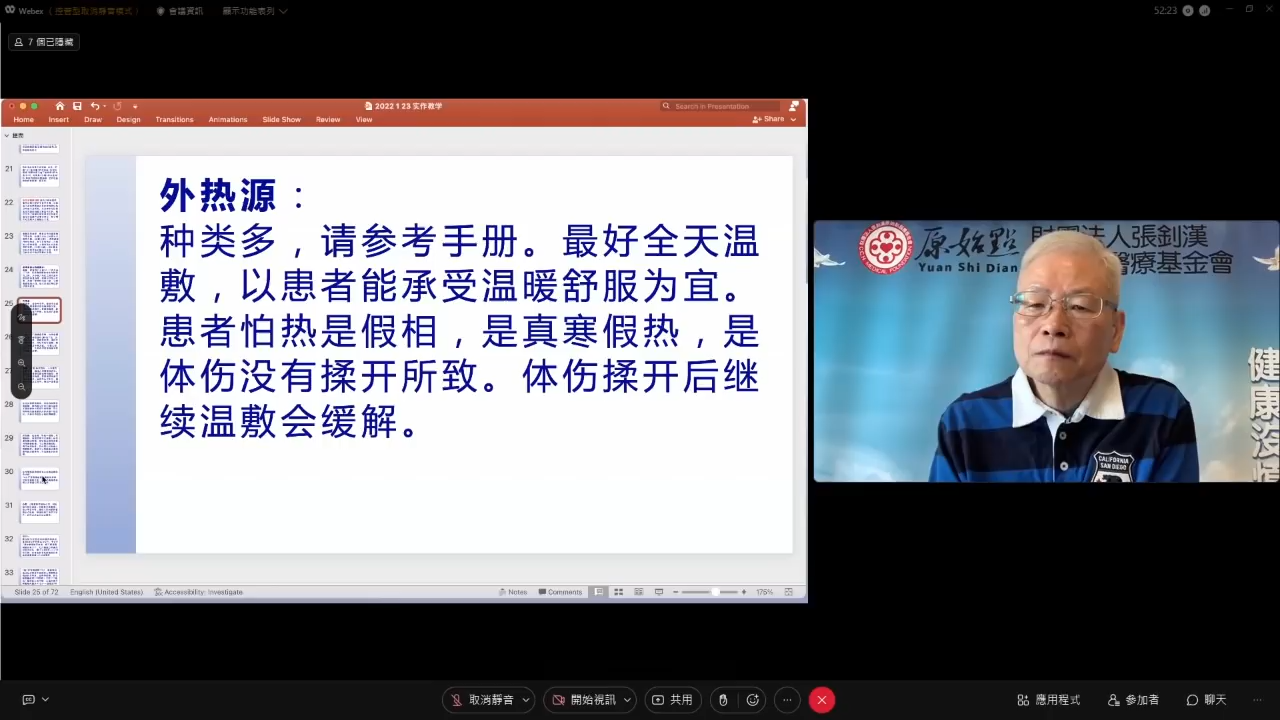 Webex
會議資訊
顯示功能表列
52:23
7 個已隱藏
2022 1 23 实作教学
Search in Presentation
Home Insert Draw Design Transitions Animations Slide Show Review View
Share
21
22
23
24
25
28
29
30
31
32
33
外热源：
种类多，请参考手册。最好全天温
敷，以患者能承受温暖舒服为宜。
患者怕热是假相，是真寒假热，是
体伤没有揉开所致。体伤揉开后继
续温敷会缓解。
原始點
Yuan Shi Dian
財團法人張釗漢
醫療基金會
健康沒
CALIFORNIA
SAN DIEGO
Slide 25 of 72
English (United States)
Accessibility: Investigate
Notes
Comments
175%
取消靜音
開始視訊
共用
應用程式
參加者
聊天